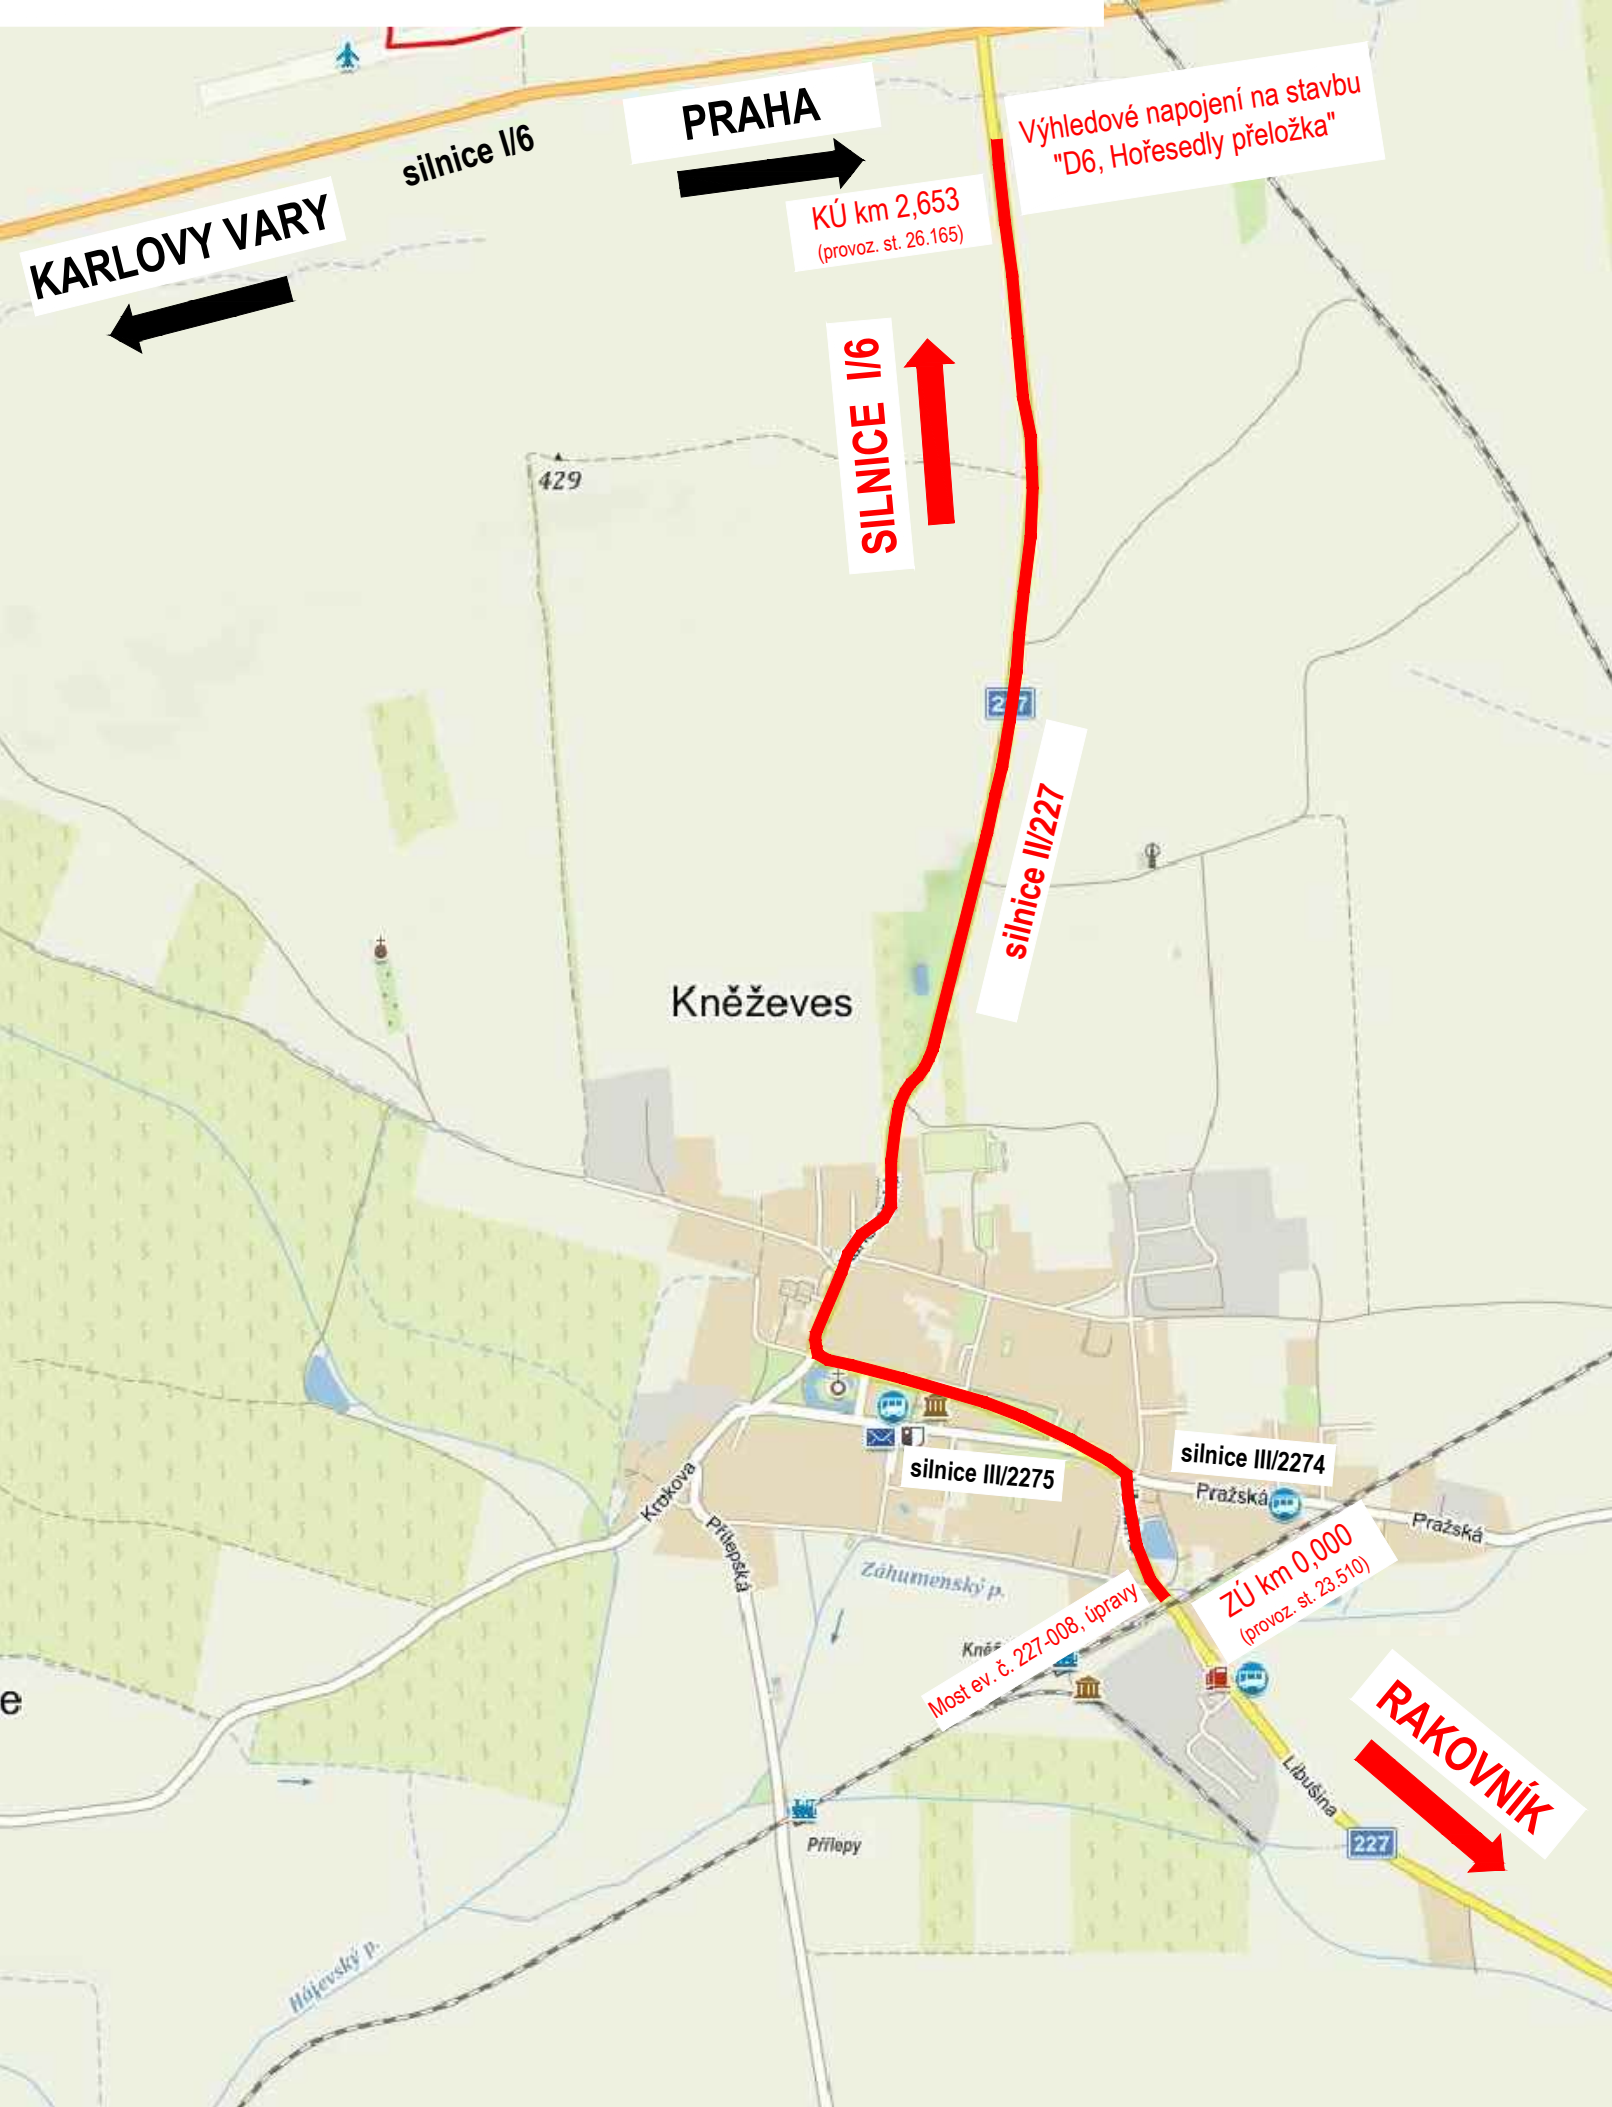 PRAHA
silnice I/6
KARLOVY VARY
Výhledové napojení na stavbu
"D6, Hořesedly přeložka"
KÚ km 2,653
(provoz. st. 26.165)
SILNICE I/6
429
silnice II/227
Kněževes
silnice III/2275
silnice III/2274
Pražská
Pražská
Krokova
Přílepská
Záhumenský p.
ZÚ km 0,000
(provoz. st. 23.510)
Most ev. č. 227-008, úpravy
e
RAKOVNÍK
Libušina
227
Přílepy
Hájevský p.